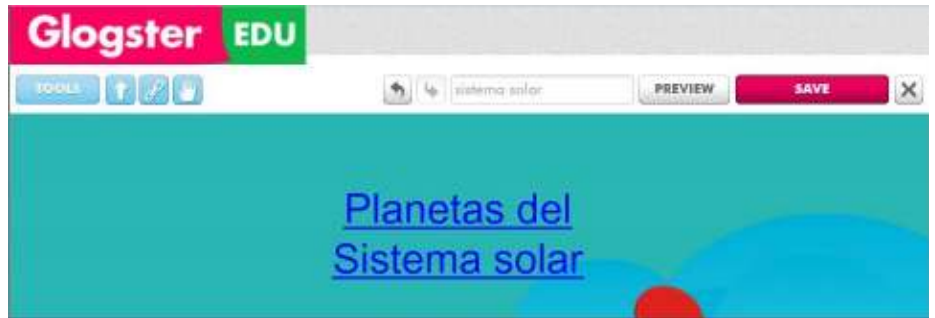 Glogster EDU
TOOLS sistema solar PREVIEW SAVE
Planetas del
Sistema solar